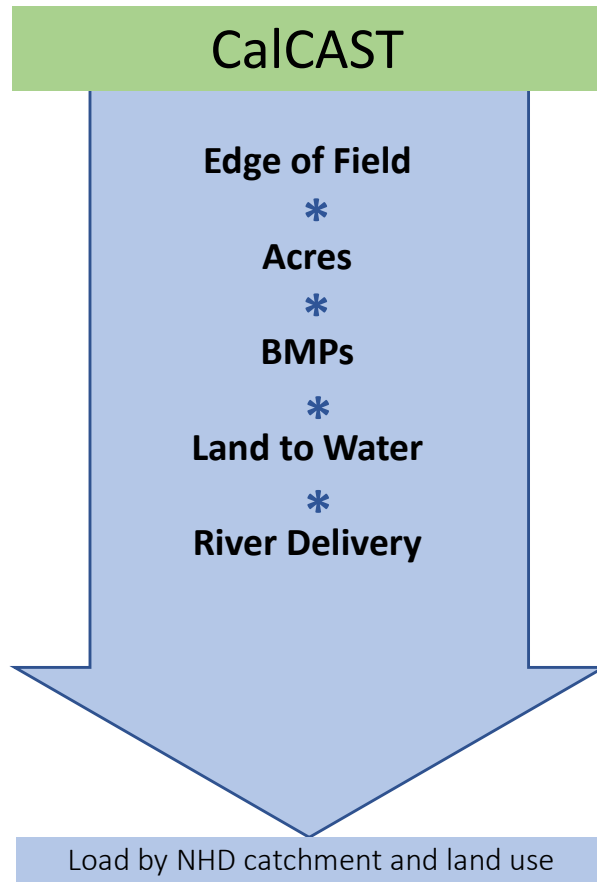 CalCAST
Edge of Field
*
Acres
*
BMPs
*
Land to Water
*
River Delivery
Load by NHD catchment and land use